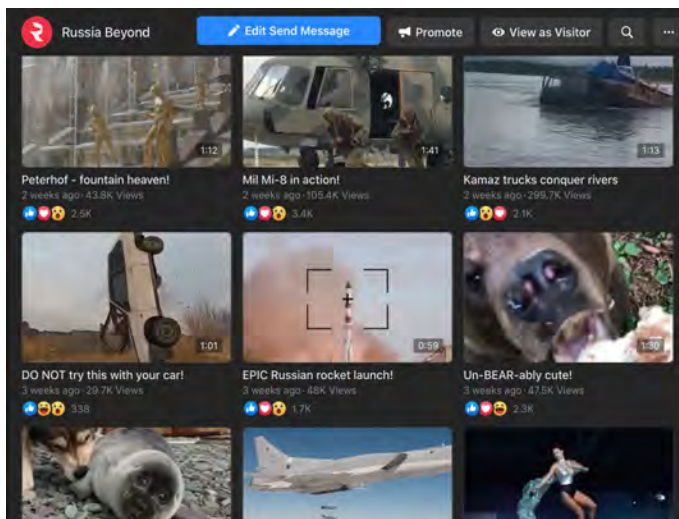 Russia Beyond
Edit Send Message
Promote
View as Visitor
1:12
1:41
1:13
Peterhof - fountain heaven!
Mil Mi-8 in action!
Kamaz trucks conquer rivers
2 weeks ago · 43.8K Views
2 weeks ago · 105.4K Views
2 weeks ago · 299.7K Views
2.5K
3.4K
2.1K
1:01
0:59
1:30
DO NOT try this with your car!
EPIC Russian rocket launch!
Un-BEAR-ably cute!
3 weeks ago · 29.7K Views
3 weeks ago · 48K Views
3 weeks ago · 47.5K Views
338
1.7K
2.3K